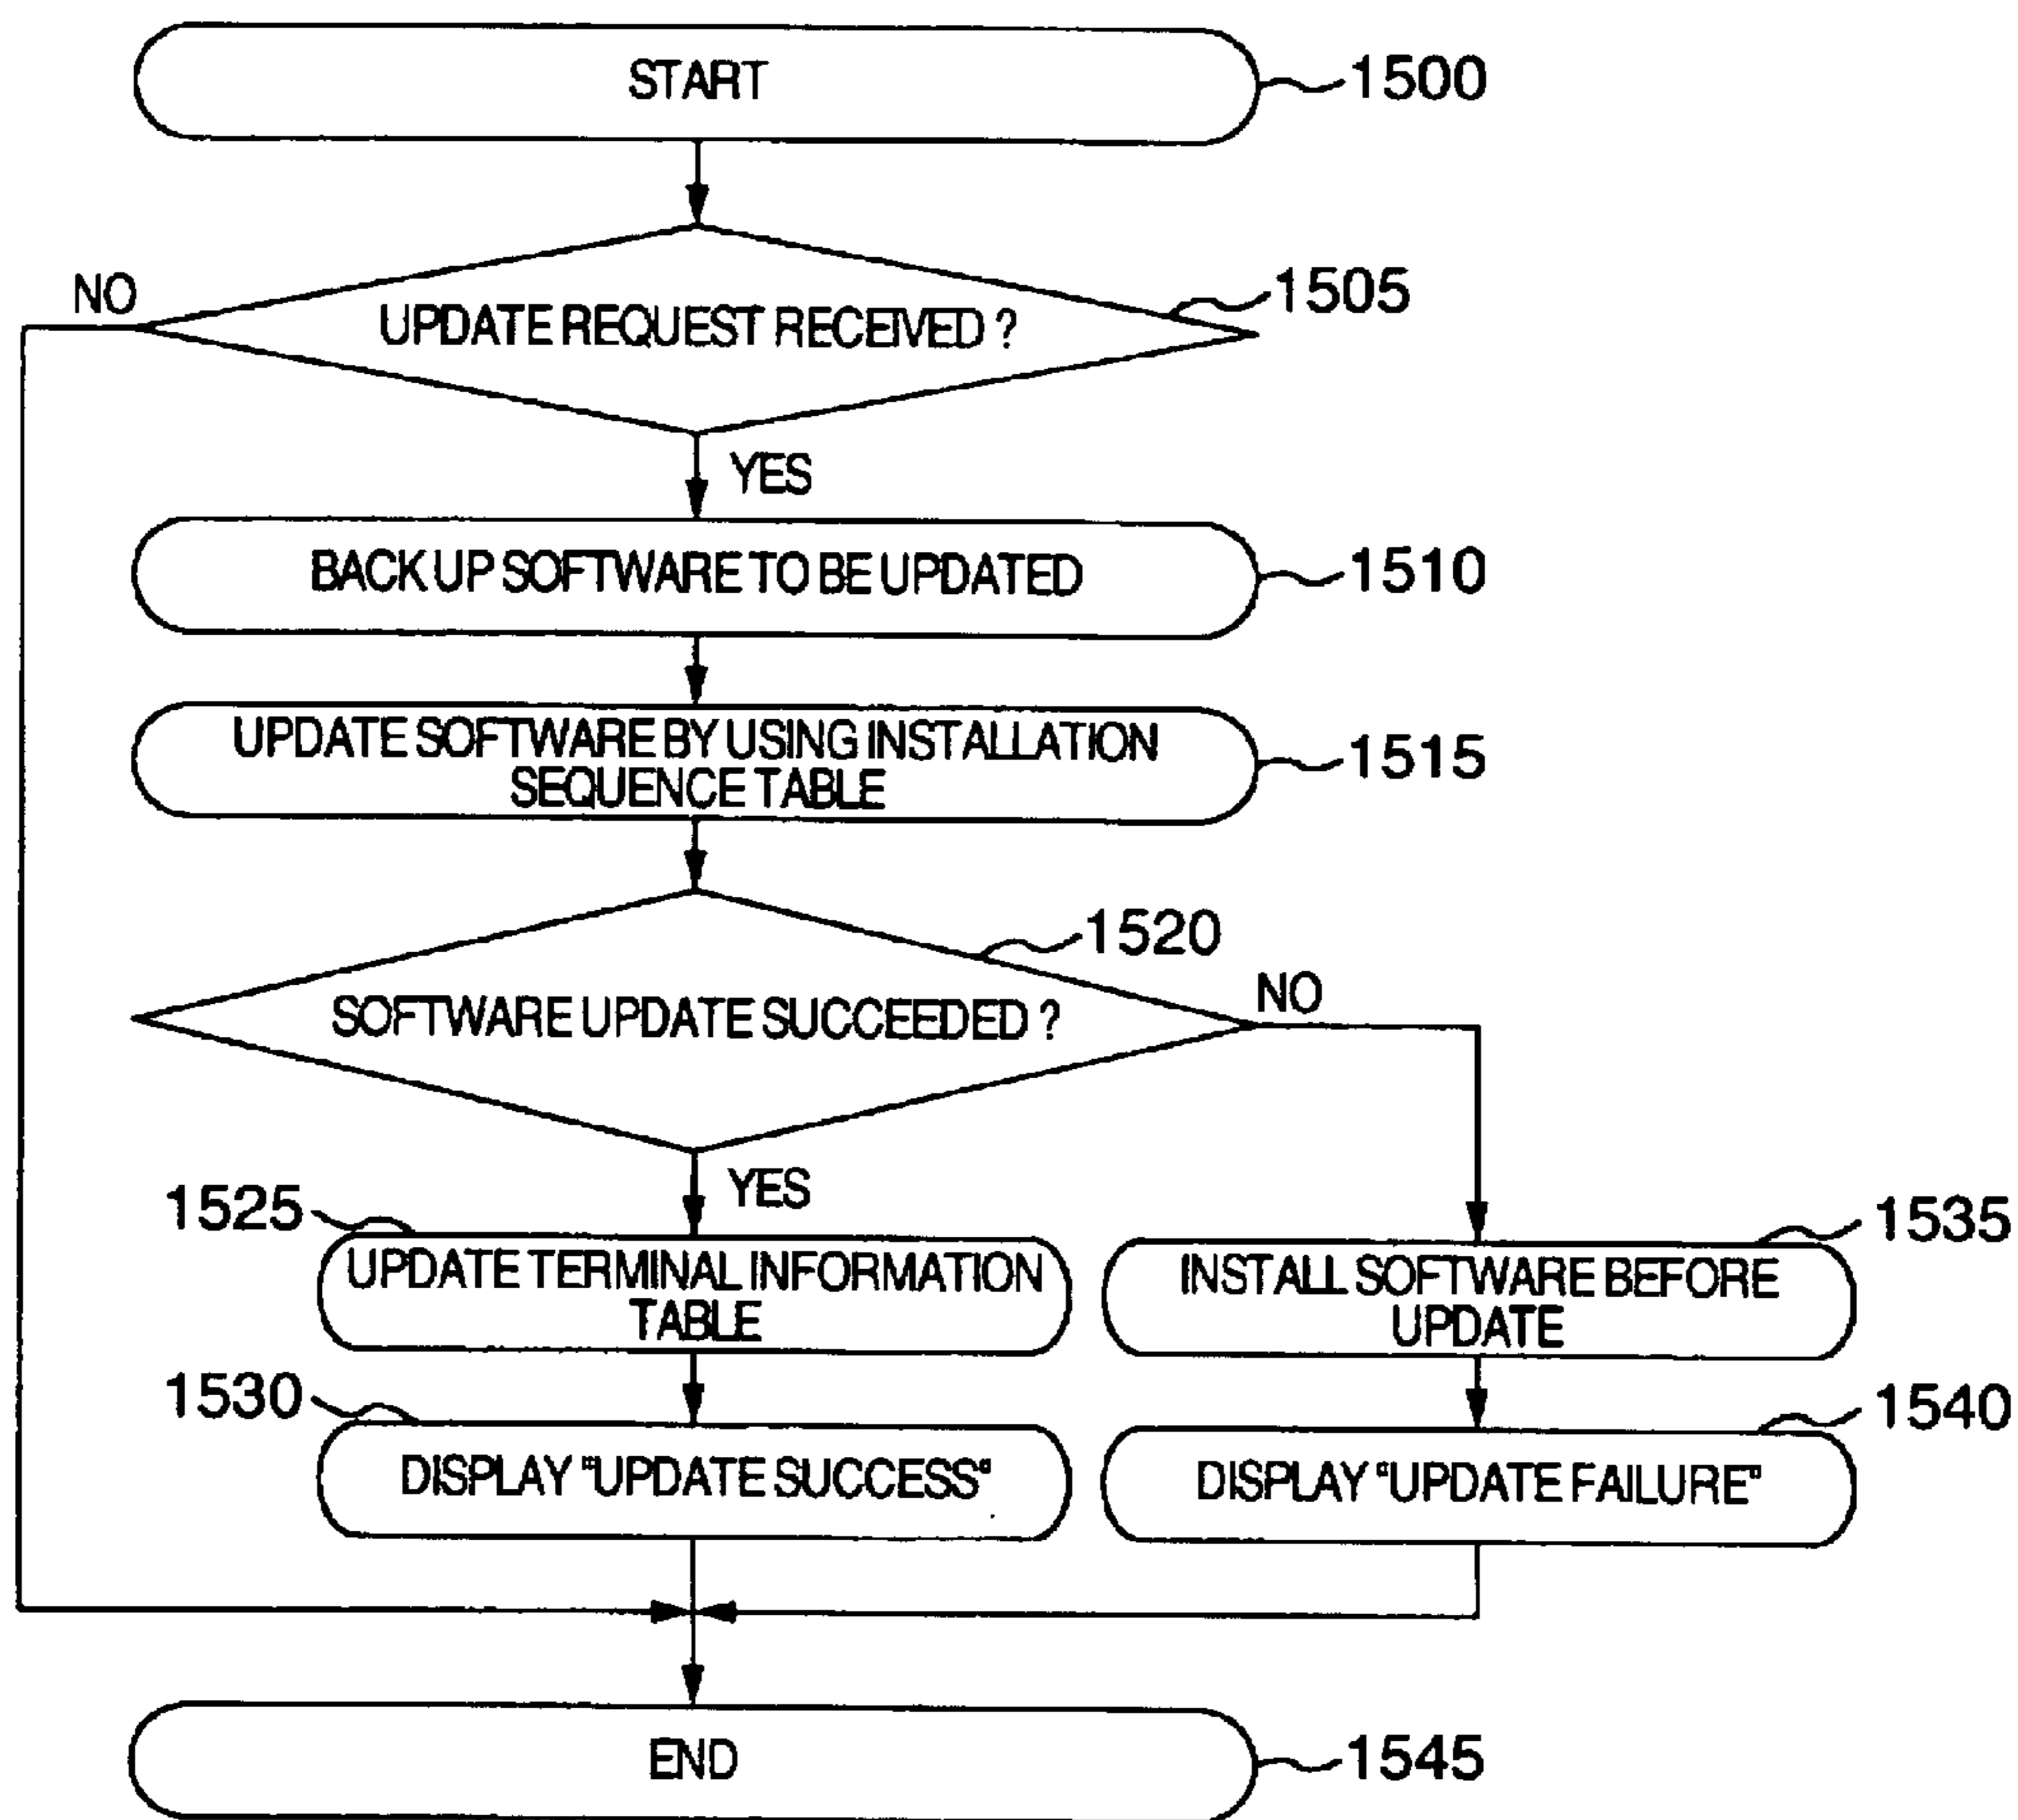 START
1500
NO
1505
UPDATE REQUEST RECEIVED ?
YES
BACK UP SOFTWARE TO BE UPDATED
1510
UPDATE SOFTWARE BY USING INSTALLATION
SEQUENCE TABLE
1515
1520
NO
SOFTWARE UPDATE SUCCEEDED ?
YES
1525
1535
UPDATE TERMINAL INFORMATION
TABLE
INSTALL SOFTWARE BEFORE
UPDATE
1530
1540
DISPLAY "UPDATE SUCCESS"
DISPLAY "UPDATE FAILURE"
END
1545